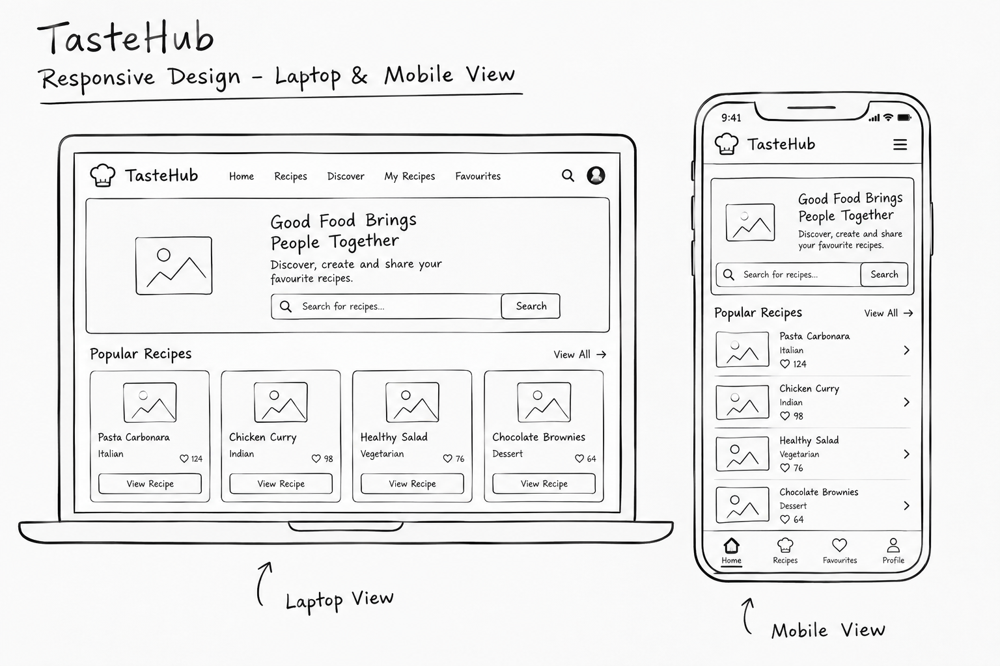 TasteHub
Responsive Design - Laptop & Mobile View
TasteHub Home Recipes Discover My Recipes Favourites
Good Food Brings
People Together
Discover, create and share your
favourite recipes.
Search for recipes... Search
Popular Recipes View All →
Pasta Carbonara
Italian
124
View Recipe
Chicken Curry
Indian
98
View Recipe
Healthy Salad
Vegetarian
76
View Recipe
Chocolate Brownies
Dessert
64
View Recipe
Laptop View
9:41
TasteHub
Good Food Brings
People Together
Discover, create and share
your favourite recipes.
Search for recipes... Search
Popular Recipes View All →
Pasta Carbonara
Italian
124
Chicken Curry
Indian
98
Healthy Salad
Vegetarian
76
Chocolate Brownies
Dessert
64
Home Recipes Favourites Profile
Mobile View